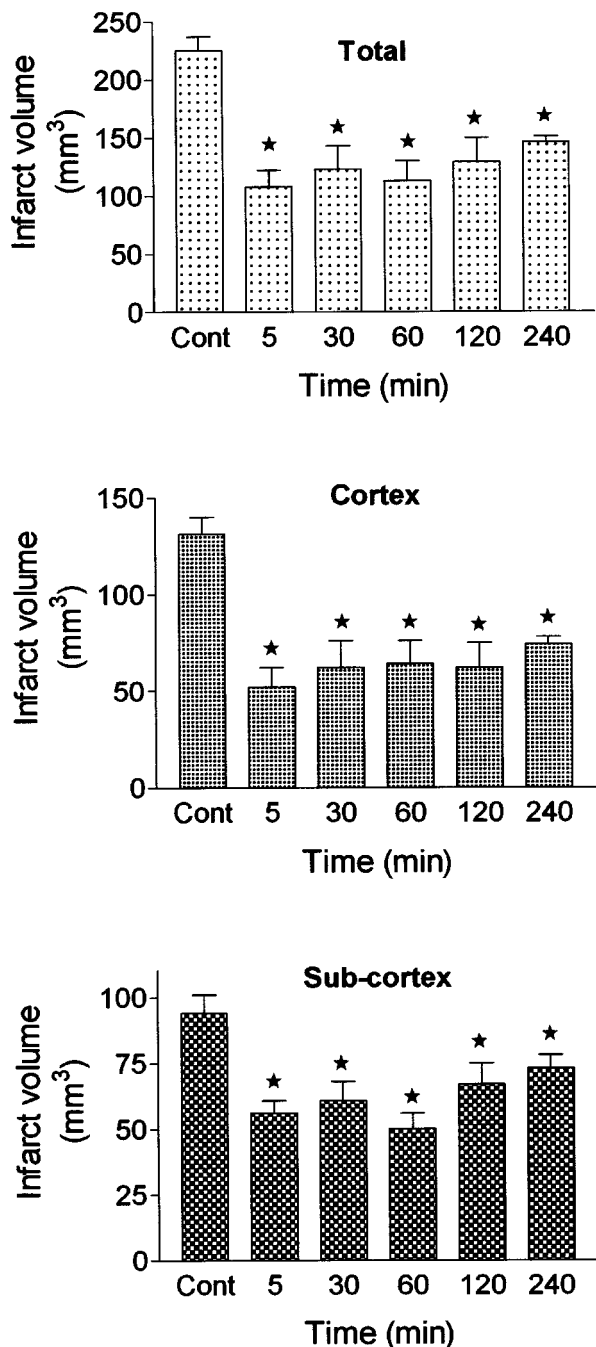 Total
Infarct volume
(mm³)
250
200
150
100
50
0
★ ★ ★ ★ ★
Cont 5 30 60 120 240
Time (min)
Cortex
Infarct volume
(mm³)
150
100
50
0
★ ★ ★ ★ ★
Cont 5 30 60 120 240
Time (min)
Sub-cortex
Infarct volume
(mm³)
100
75
50
25
0
★ ★ ★ ★ ★
Cont 5 30 60 120 240
Time (min)